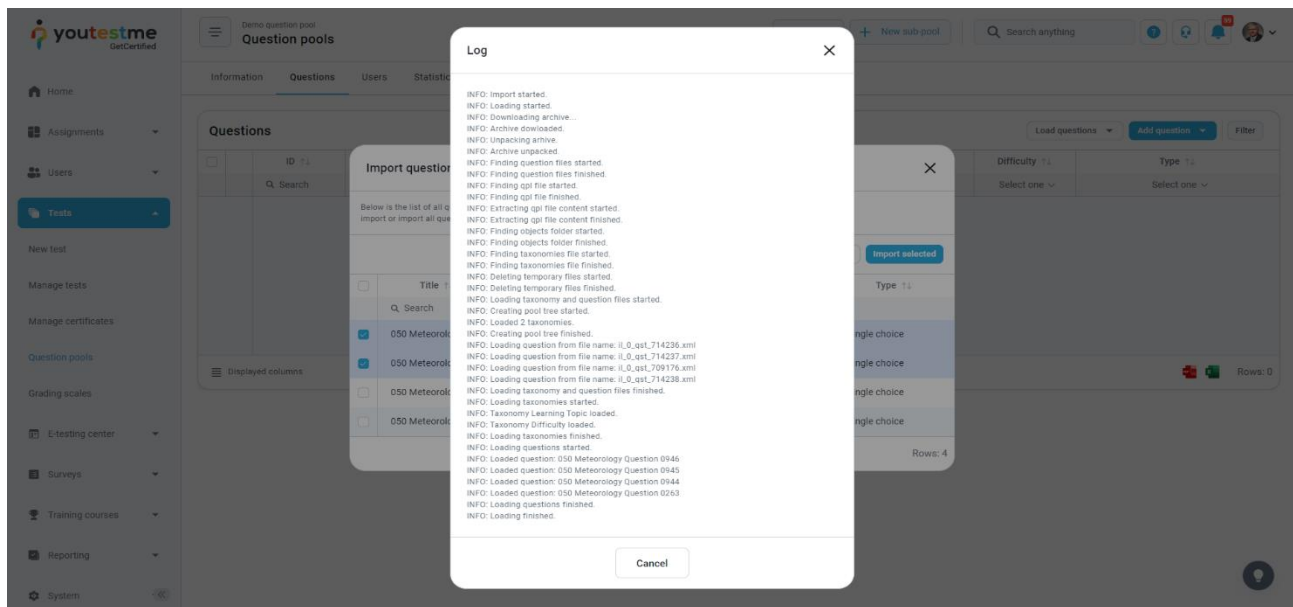 youtestme
GetCertified
Demo question pool
Question pools
+ New sub pool
Search anything
Home
Assignments
Users
Tests
New test
Manage tests
Manage certificates
Question pools
Grading scales
E-testing center
Surveys
Training courses
Reporting
System
Information
Questions
Users
Questions
Load questions
Add question
Filter
ID
Difficulty
Type
Search
Select one
Select one
Displayed columns
Rows: 0
Below is the list of all
import or import all
Import selected
Title
Type
Search
050
ngle choice
050
ngle choice
050
ngle choice
050
ngle choice
Rows: 4
Log
INFO: Import started.
INFO: Loading started.
INFO: Downloading archive...
INFO: Archive dowloaded.
INFO: Unpacking arhive.
INFO: Archive unpacked.
INFO: Finding question files started.
INFO: Finding question files finished.
INFO: Finding qpl file started.
INFO: Finding qpl file finished.
INFO: Extracting qpl file content started.
INFO: Extracting qpl file content finished.
INFO: Finding objects folder started.
INFO: Finding objects folder finished.
INFO: Finding taxonomies file started.
INFO: Finding taxonomies file finished.
INFO: Deleting temporary files started.
INFO: Deleting temporary files finished.
INFO: Loading taxonomy and question files started.
INFO: Creating pool tree started.
INFO: Loaded 2 taxonomies.
INFO: Creating pool tree finished.
INFO: Loading question from file name: il_0_qst_714236.xml
INFO: Loading question from file name: il_0_qst_714237.xml
INFO: Loading question from file name: il_0_qst_709176.xml
INFO: Loading question from file name: il_0_qst_714238.xml
INFO: Loading taxonomy and question files finished.
INFO: Loading taxonomies started.
INFO: Taxonomy Learning Topic loaded.
INFO: Taxonomy Difficulty loaded.
INFO: Loading taxonomies finished.
INFO: Loading questions started.
INFO: Loaded question: 050 Meteorology Question 0946
INFO: Loaded question: 050 Meteorology Question 0945
INFO: Loaded question: 050 Meteorology Question 0944
INFO: Loaded question: 050 Meteorology Question 0263
INFO: Loading questions finished.
INFO: Loading finished.
Cancel